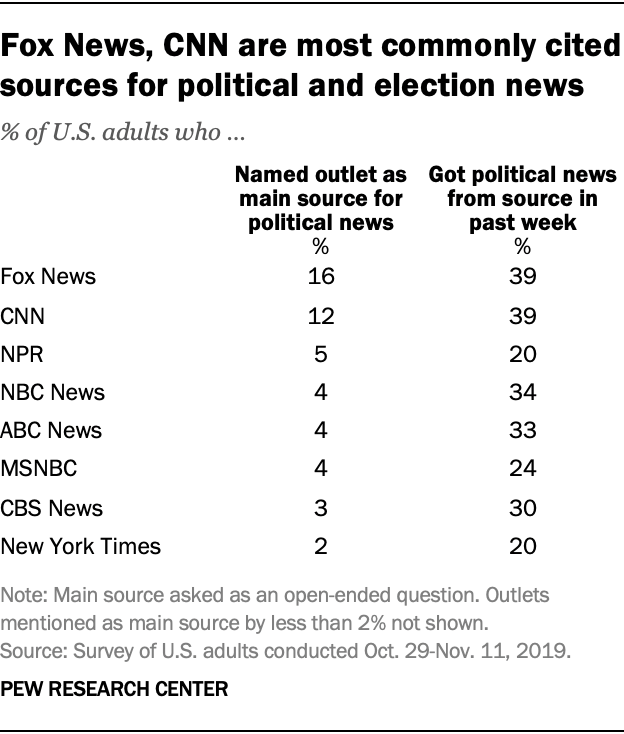 Fox News, CNN are most commonly cited
sources for political and election news
% of U.S. adults who ...
Named outlet as main source for political news
Got political news from source in past week
% %
Fox News 16 39
CNN 12 39
NPR 5 20
NBC News 4 34
ABC News 4 33
MSNBC 4 24
CBS News 3 30
New York Times 2 20
Note: Main source asked as an open-ended question. Outlets
mentioned as main source by less than 2% not shown.
Source: Survey of U.S. adults conducted Oct. 29-Nov. 11, 2019.
PEW RESEARCH CENTER